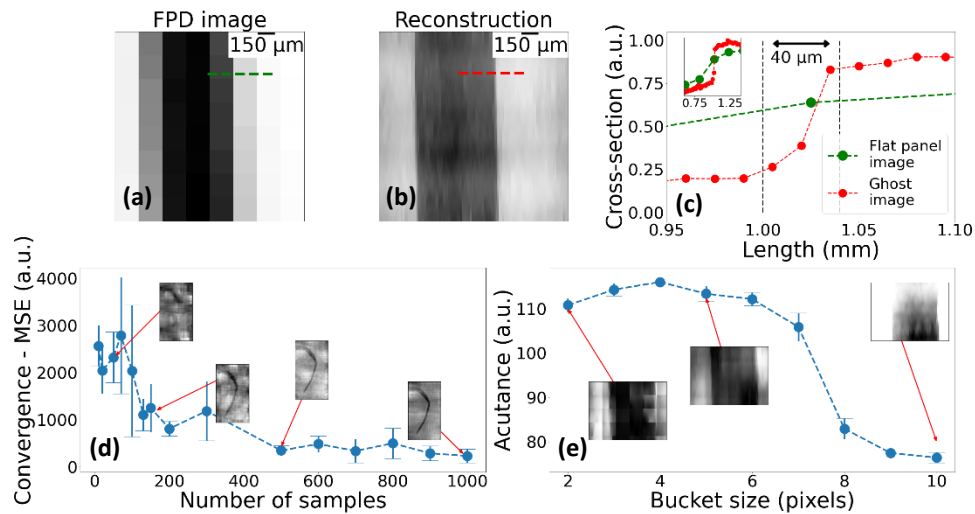 FPD image
150 μm
(a)
Reconstruction
150 μm
(b)
Cross-section (a.u.)
1.00
0.75
0.50
0.25
0.00
40 μm
0.75 1.25
Flat panel
image
Ghost
image
(c)
0.95 1.00 1.05 1.10
Length (mm)
Convergence - MSE (a.u.)
4000
3000
2000
1000
0
(d)
0 200 400 600 800 1000
Number of samples
Acutance (a.u.)
110
100
90
80
(e)
2 4 6 8 10
Bucket size (pixels)